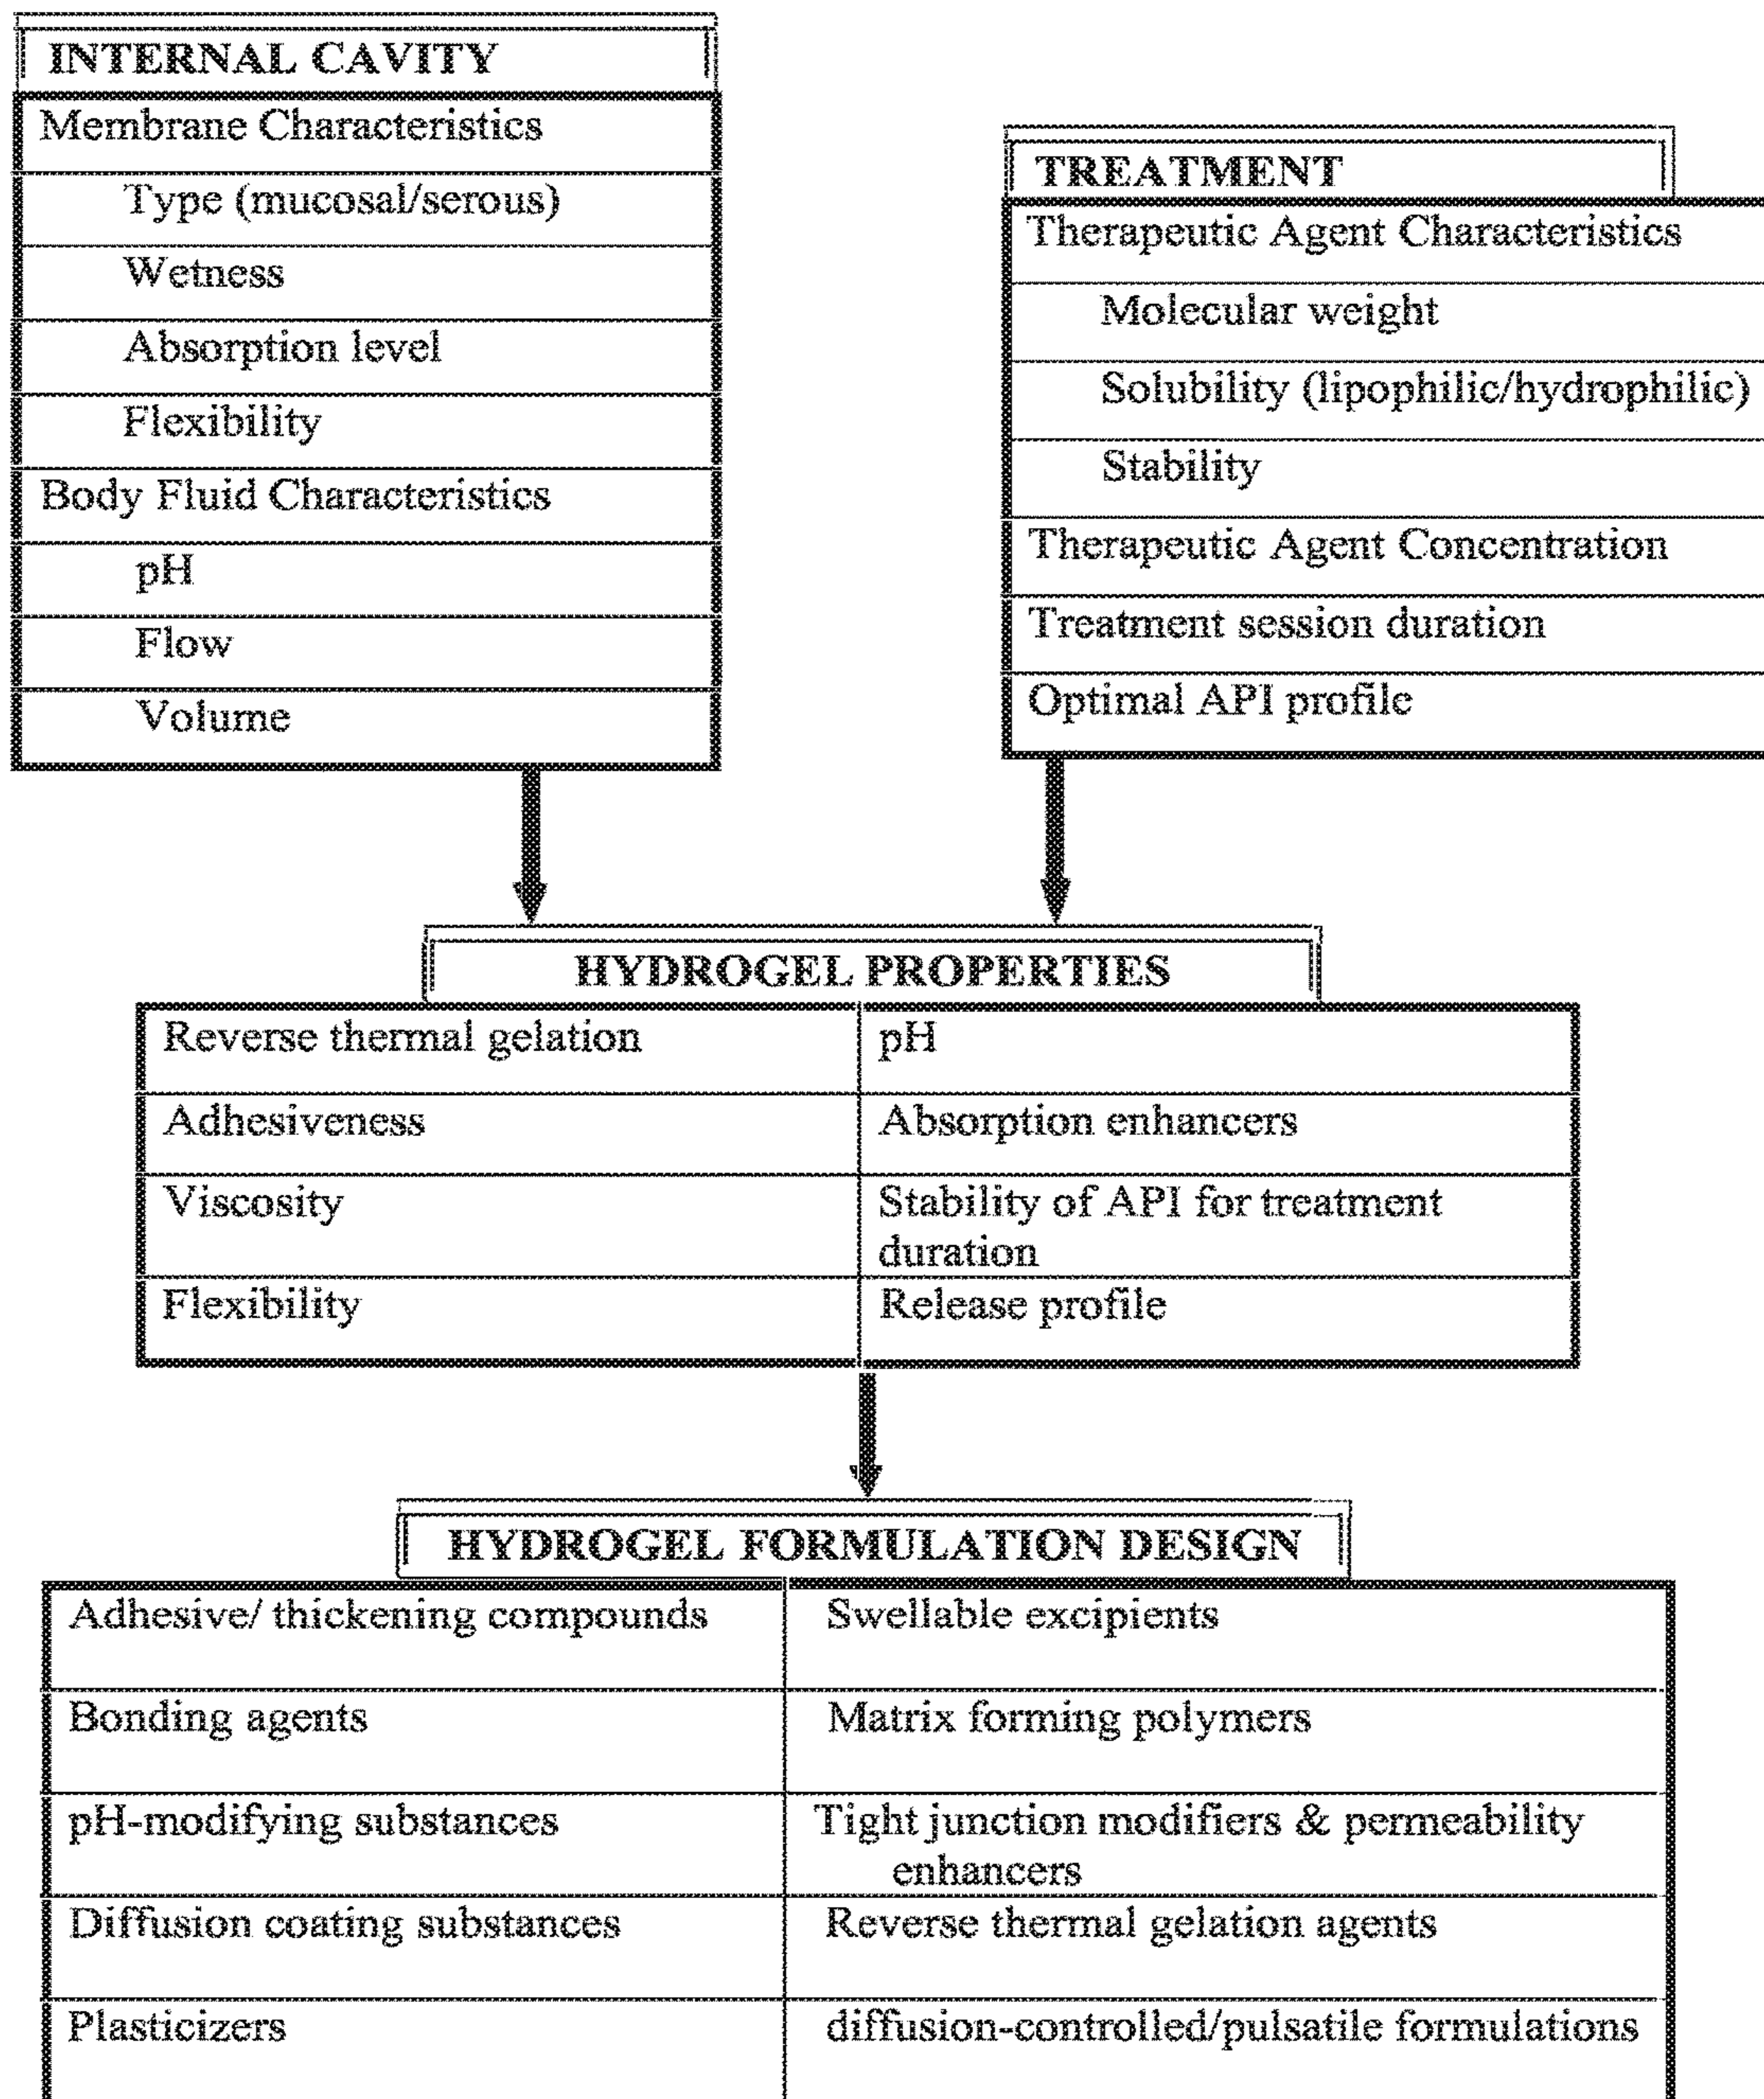 INTERNAL CAVITY
Membrane Characteristics
Type (mucosal/serous)
Wetness
Absorption level
Flexibility
Body Fluid Characteristics
pH
Flow
Volume
TREATMENT
Therapeutic Agent Characteristics
Molecular weight
Solubility (lipophilic/hydrophilic)
Stability
Therapeutic Agent Concentration
Treatment session duration
Optimal API profile
HYDROGEL PROPERTIES
Reverse thermal gelation
pH
Adhesiveness
Absorption enhancers
Viscosity
Stability of API for treatment
duration
Flexibility
Release profile
HYDROGEL FORMULATION DESIGN
Adhesive/ thickening compounds
Swellable excipients
Bonding agents
Matrix forming polymers
pH-modifying substances
Tight junction modifiers & permeability
enhancers
Diffusion coating substances
Reverse thermal gelation agents
Plasticizers
diffusion-controlled/pulsatile formulations